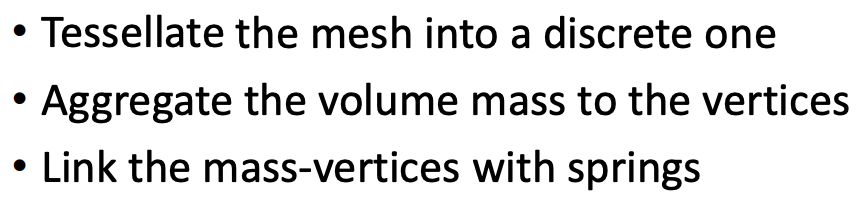 • Tessellate the mesh into a discrete one
• Aggregate the volume mass to the vertices
• Link the mass-vertices with springs